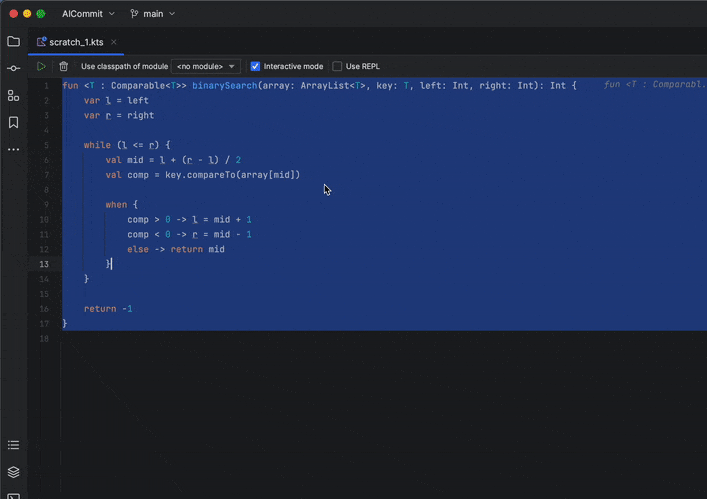 AICommit main
scratch_1.kts
Use classpath of module <no module> Interactive mode Use REPL
1 fun <T : Comparable<T>> binarySearch(array: ArrayList<T>, key: T, left: Int, right: Int): Int { fun <T : Comparabl.
2 var l = left
3 var r = right
4
5 while (l <= r) {
6 val mid = l + (r - l) / 2
7 val comp = key.compareTo(array[mid])
8
9 when {
10 comp > 0 -> l = mid + 1
11 comp < 0 -> r = mid - 1
12 else -> return mid
13 }
14 }
15
16 return -1
17 }
18